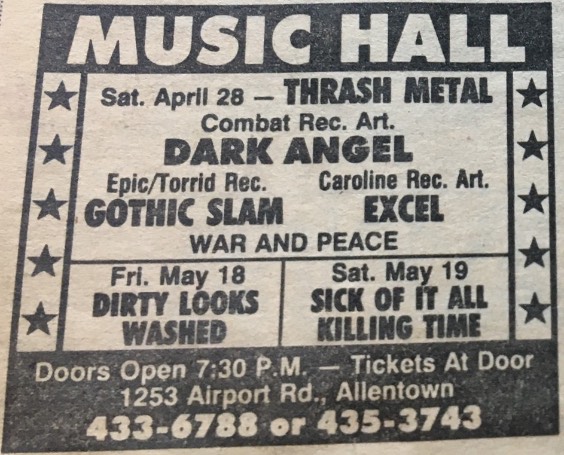 MUSIC HALL
Sat. April 28 — THRASH METAL
Combat Rec. Art.
DARK ANGEL
Epic/Torrid Rec.
GOTHIC SLAM
Caroline Rec. Art.
EXCEL
WAR AND PEACE
Fri. May 18
DIRTY LOOKS
WASHED
Sat. May 19
SICK OF IT ALL
KILLING TIME
Doors Open 7:30 P.M. — Tickets At Door
1253 Airport Rd., Allentown
433-6788 or 435-3743